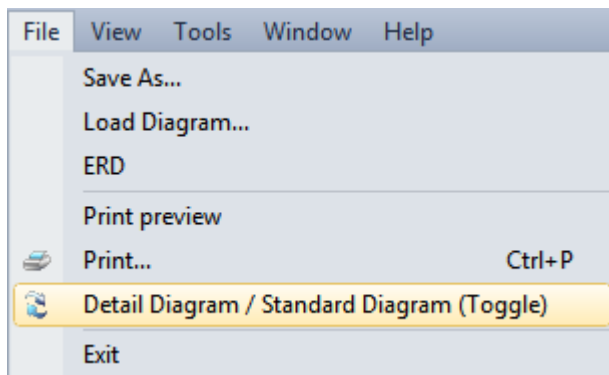 File View Tools Window Help
Save As...
Load Diagram...
ERD
Print preview
Print... Ctrl+P
Detail Diagram / Standard Diagram (Toggle)
Exit